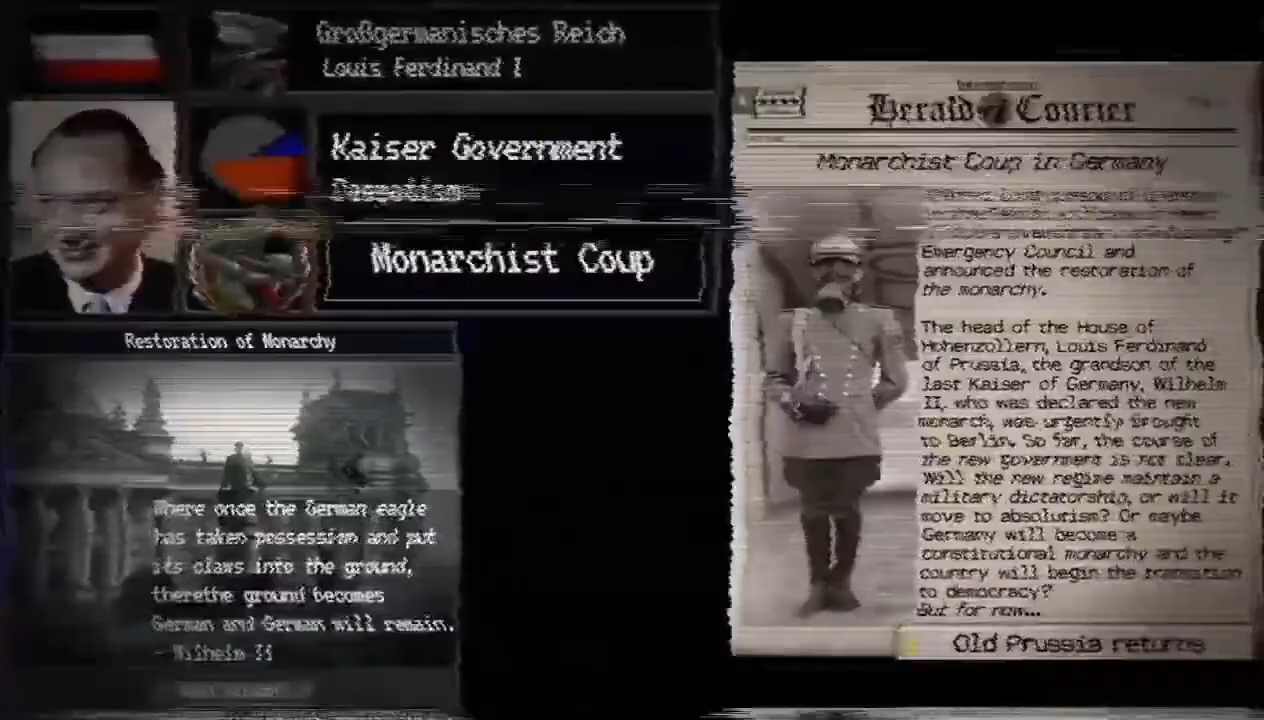 Großgermanisches Reich
Louis Ferdinand I
Kaiser Government
Despotism
Monarchist Coup
Restoration of Monarchy
Where once the German eagle
has taken possession and put
its claws into the ground,
therethe ground becomes
German and German will remain.
- Wilhelm II
Herald Courier
Monarchist Coup in Germany
Emergency Council and
announced the restoration of
the monarchy.
The head of the House of
Hohenzollern, Louis Ferdinand
of Prussia, the grandson of the
last Kaiser of Germany, Wilhelm
II, who was declared the new
monarch, was urgently brought
to Berlin. So far, the course of
the new government is not clear.
Will the new regime maintain a
military dictatorship, or will it
move to absolutism? Or maybe
Germany will become a
constitutional monarchy and the
country will begin the transition
to democracy?
But for now...
Old Prussia returns